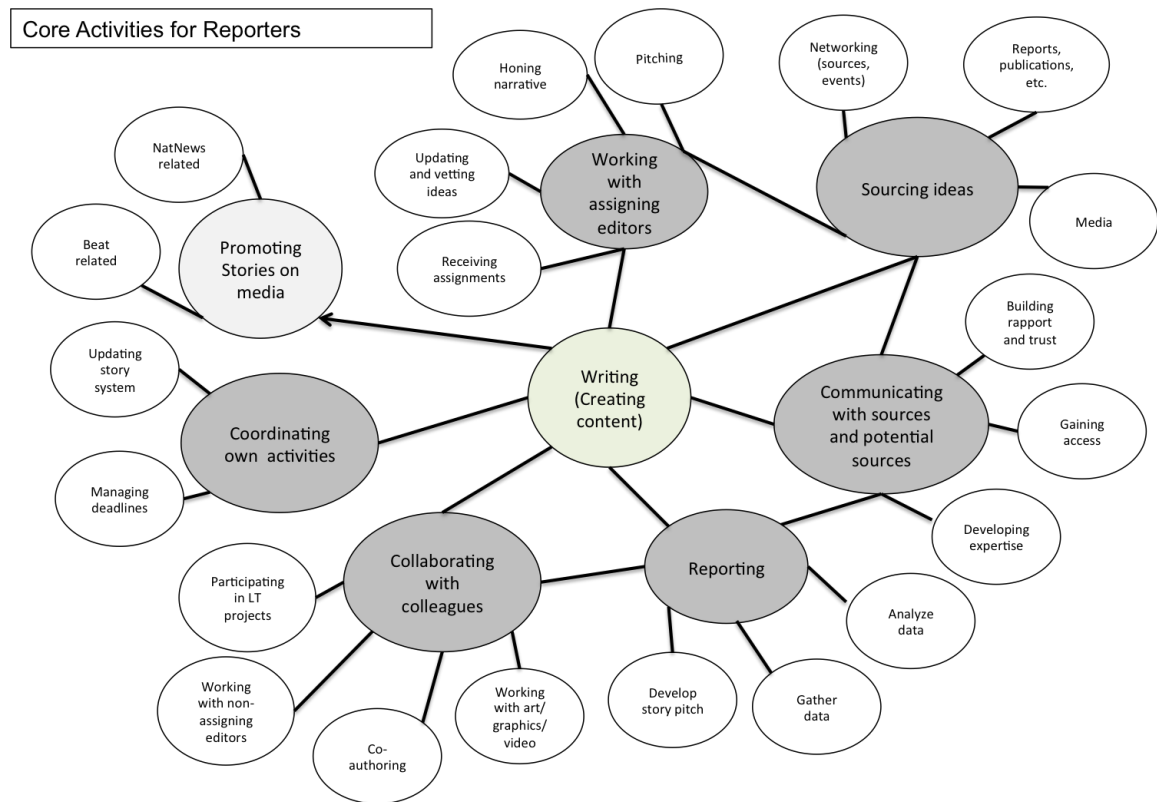 Core Activities for Reporters
Honing
narrative
Pitching
Networking
(sources,
events)
Reports,
publications,
etc.
NatNews
related
Updating
and vetting
ideas
Working
with
assigning
editors
Sourcing ideas
Media
Beat
related
Promoting
Stories on
media
Receiving
assignments
Building
rapport
and trust
Updating
story
system
Writing
(Creating
content)
Communicating
with sources
and potential
sources
Gaining
access
Coordinating
own activities
Managing
deadlines
Developing
expertise
Collaborating
with
colleagues
Reporting
Participating
in LT
projects
Analyze
data
Working
with non-
assigning
editors
Co-
authoring
Working
with art/
graphics/
video
Develop
story pitch
Gather
data